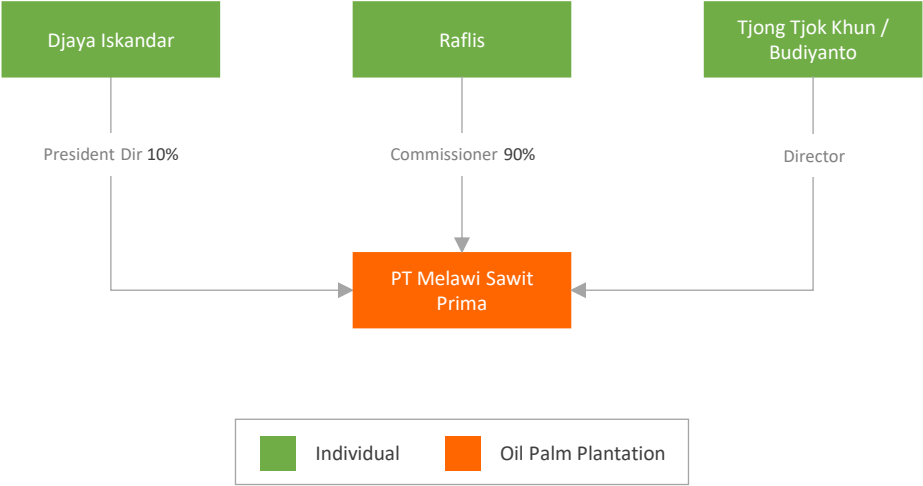 Djaya Iskandar
Raflis
Tjong Tjok Khun /
Budiyanto
President Dir 10%
Commissioner 90%
Director
PT Melawi Sawit
Prima
Individual
Oil Palm Plantation